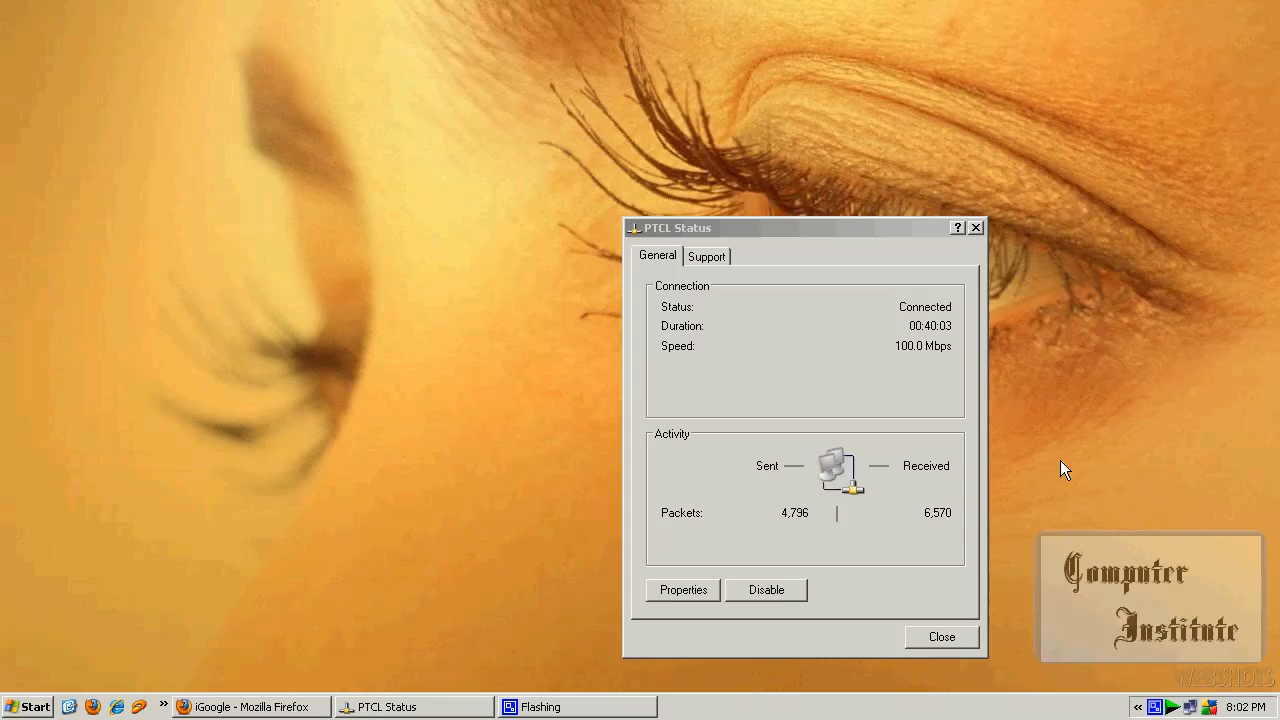 PTCL Status
General
Support
Connection
Status: Connected
Duration: 00:40:03
Speed: 100.0 Mbps
Activity
Sent
Received
Packets: 4,796 6,570
Properties
Disable
Close
Computer
Institute
WEBSHOTS
Start
iGoogle - Mozilla Firefox
PTCL Status
Flashing
8:02 PM